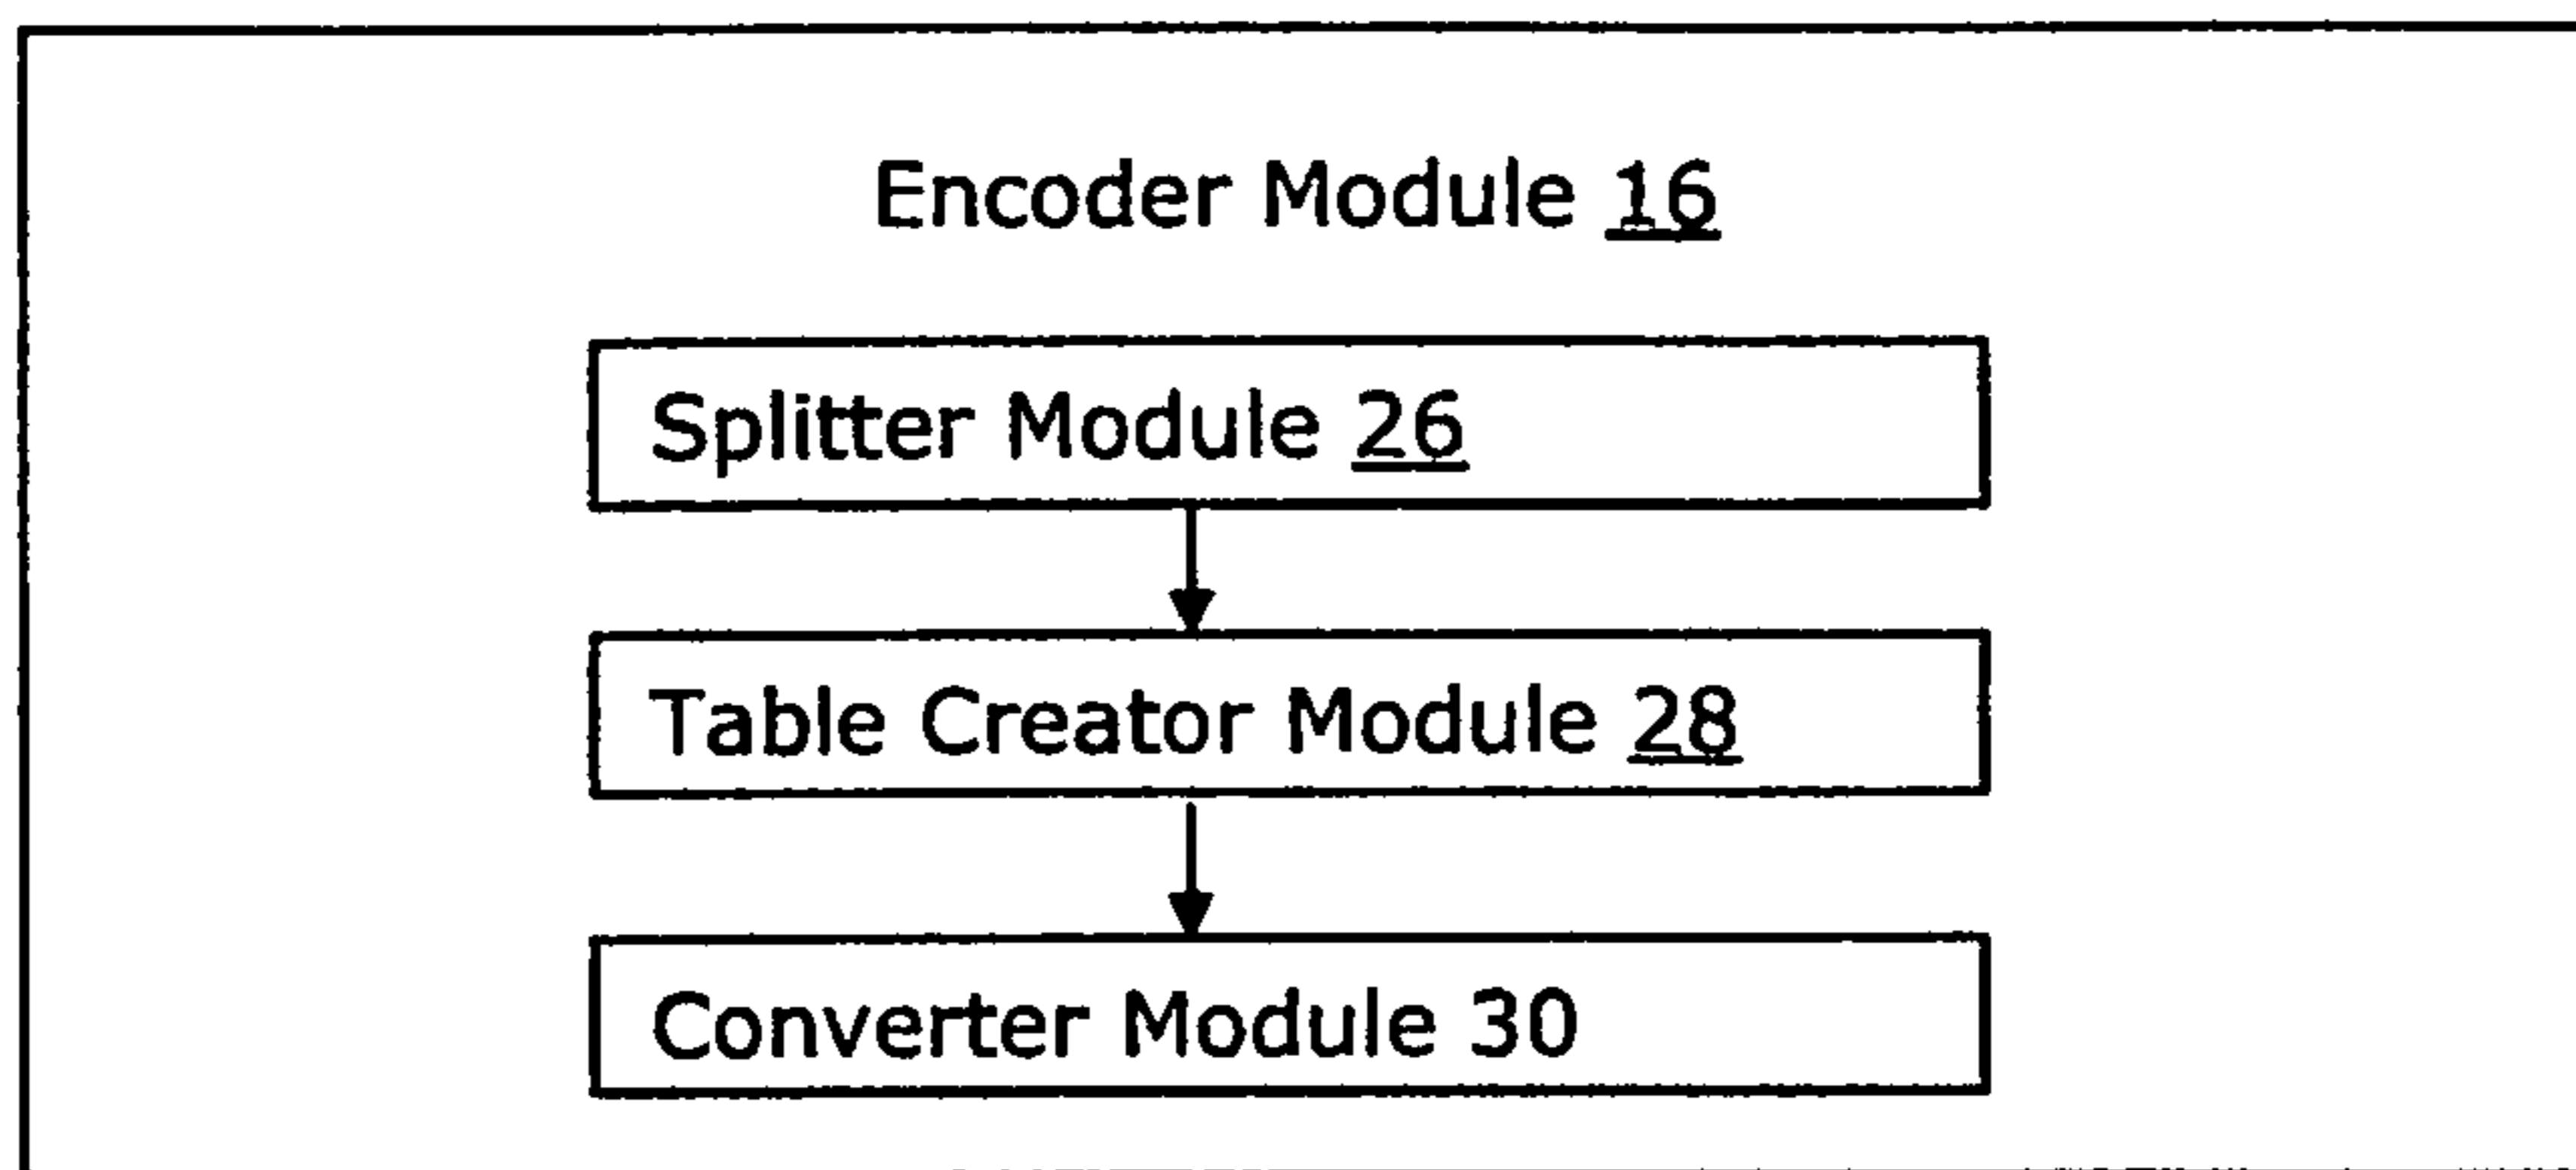 Encoder Module 16
Splitter Module 26
Table Creator Module 28
Converter Module 30